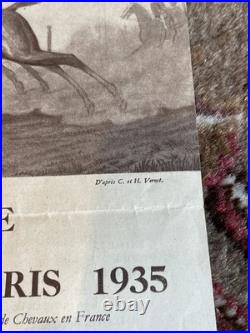 D'après C. et H. Vernet.
E
RIS 1935
de Chevaux en France